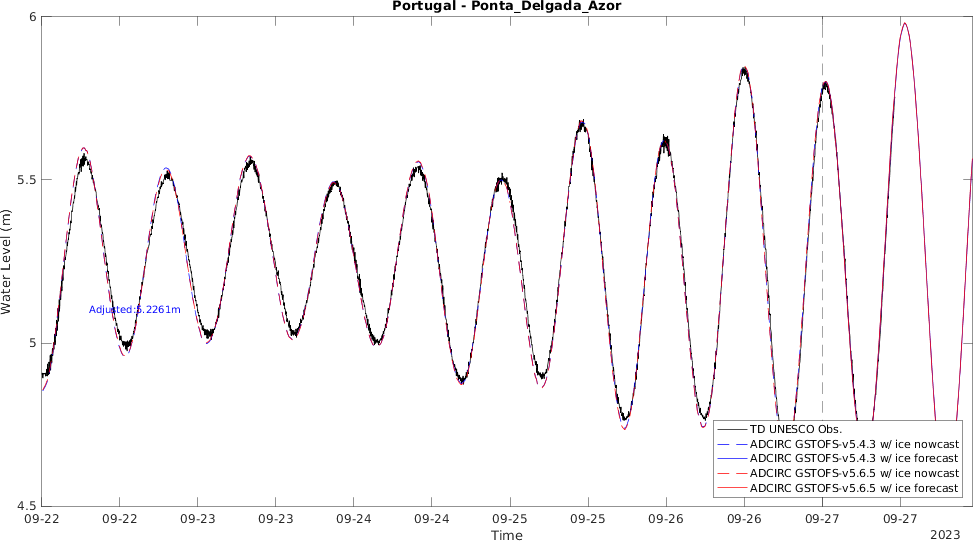 Portugal - Ponta_Delgada_Azor
6
5.5
5
4.5
Water Level (m)
Adjusted:5.2261m
TD UNESCO Obs.
ADCIRC GSTOFS-v5.4.3 w/ ice nowcast
ADCIRC GSTOFS-v5.4.3 w/ ice forecast
ADCIRC GSTOFS-v5.6.5 w/ ice nowcast
ADCIRC GSTOFS-v5.6.5 w/ ice forecast
09-22 09-22 09-23 09-23 09-24 09-24 09-25 09-25 09-26 09-26 09-27 09-27
Time
2023